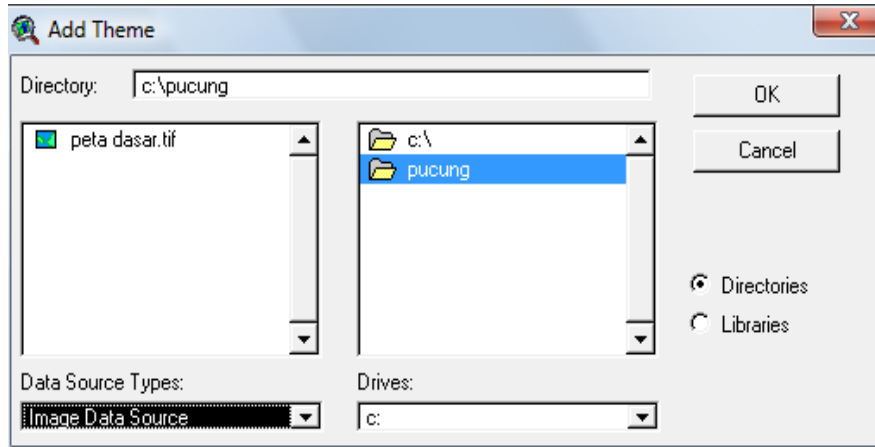 Add Theme
Directory: c:\pucung
OK
peta dasar.tif
c:\
pucung
Cancel
Directories
Libraries
Data Source Types:
Drives:
Image Data Source
c: